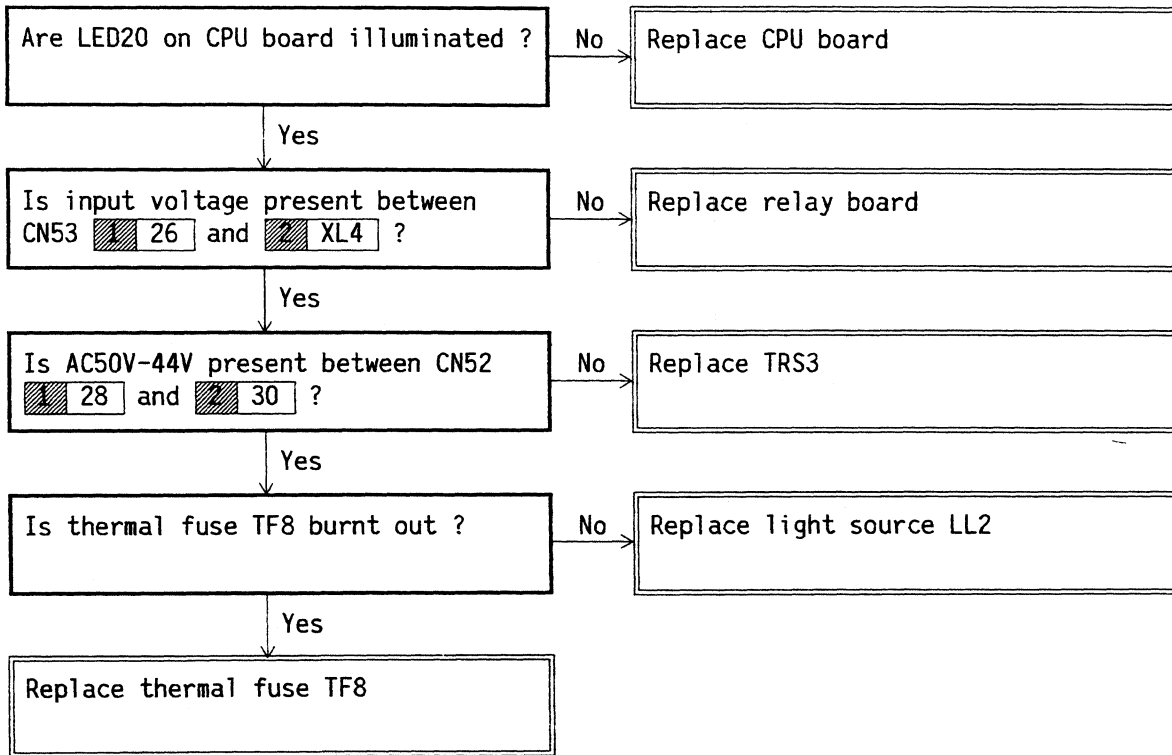 Are LED20 on CPU board illuminated ?
No
Replace CPU board
Yes
Is input voltage present between
CN53 1 26 and 2 XL4 ?
No
Replace relay board
Yes
Is AC50V-44V present between CN52
1 28 and 2 30 ?
No
Replace TRS3
Yes
Is thermal fuse TF8 burnt out ?
No
Replace light source LL2
Yes
Replace thermal fuse TF8